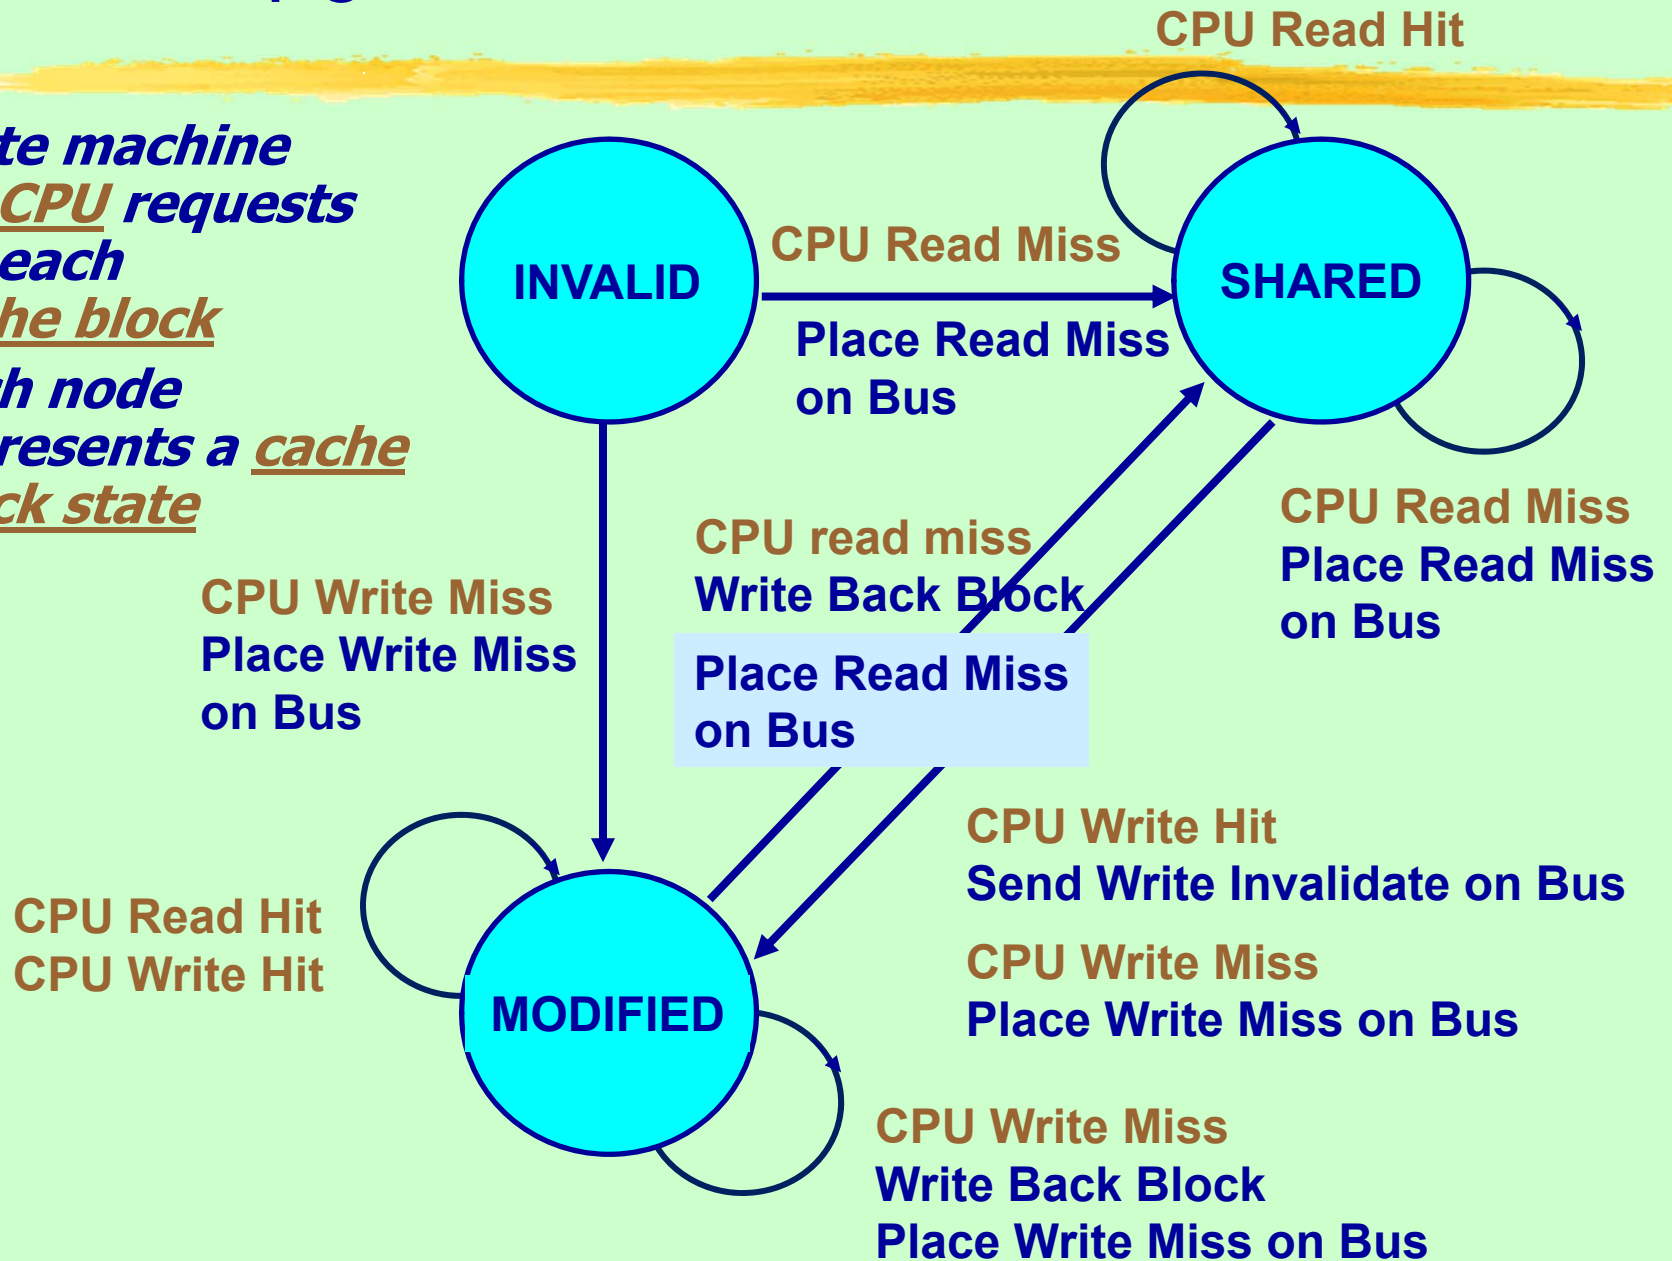 CPU Read Hit
te machine
CPU requests
each
he block
ch node
resents a cache
ck state
INVALID
CPU Read Miss
SHARED
Place Read Miss
on Bus
CPU Read Miss
Place Read Miss
on Bus
CPU read miss
Write Back Block
Place Read Miss
on Bus
CPU Write Miss
Place Write Miss
on Bus
CPU Write Hit
Send Write Invalidate on Bus
CPU Write Miss
Place Write Miss on Bus
CPU Read Hit
CPU Write Hit
MODIFIED
CPU Write Miss
Write Back Block
Place Write Miss on Bus